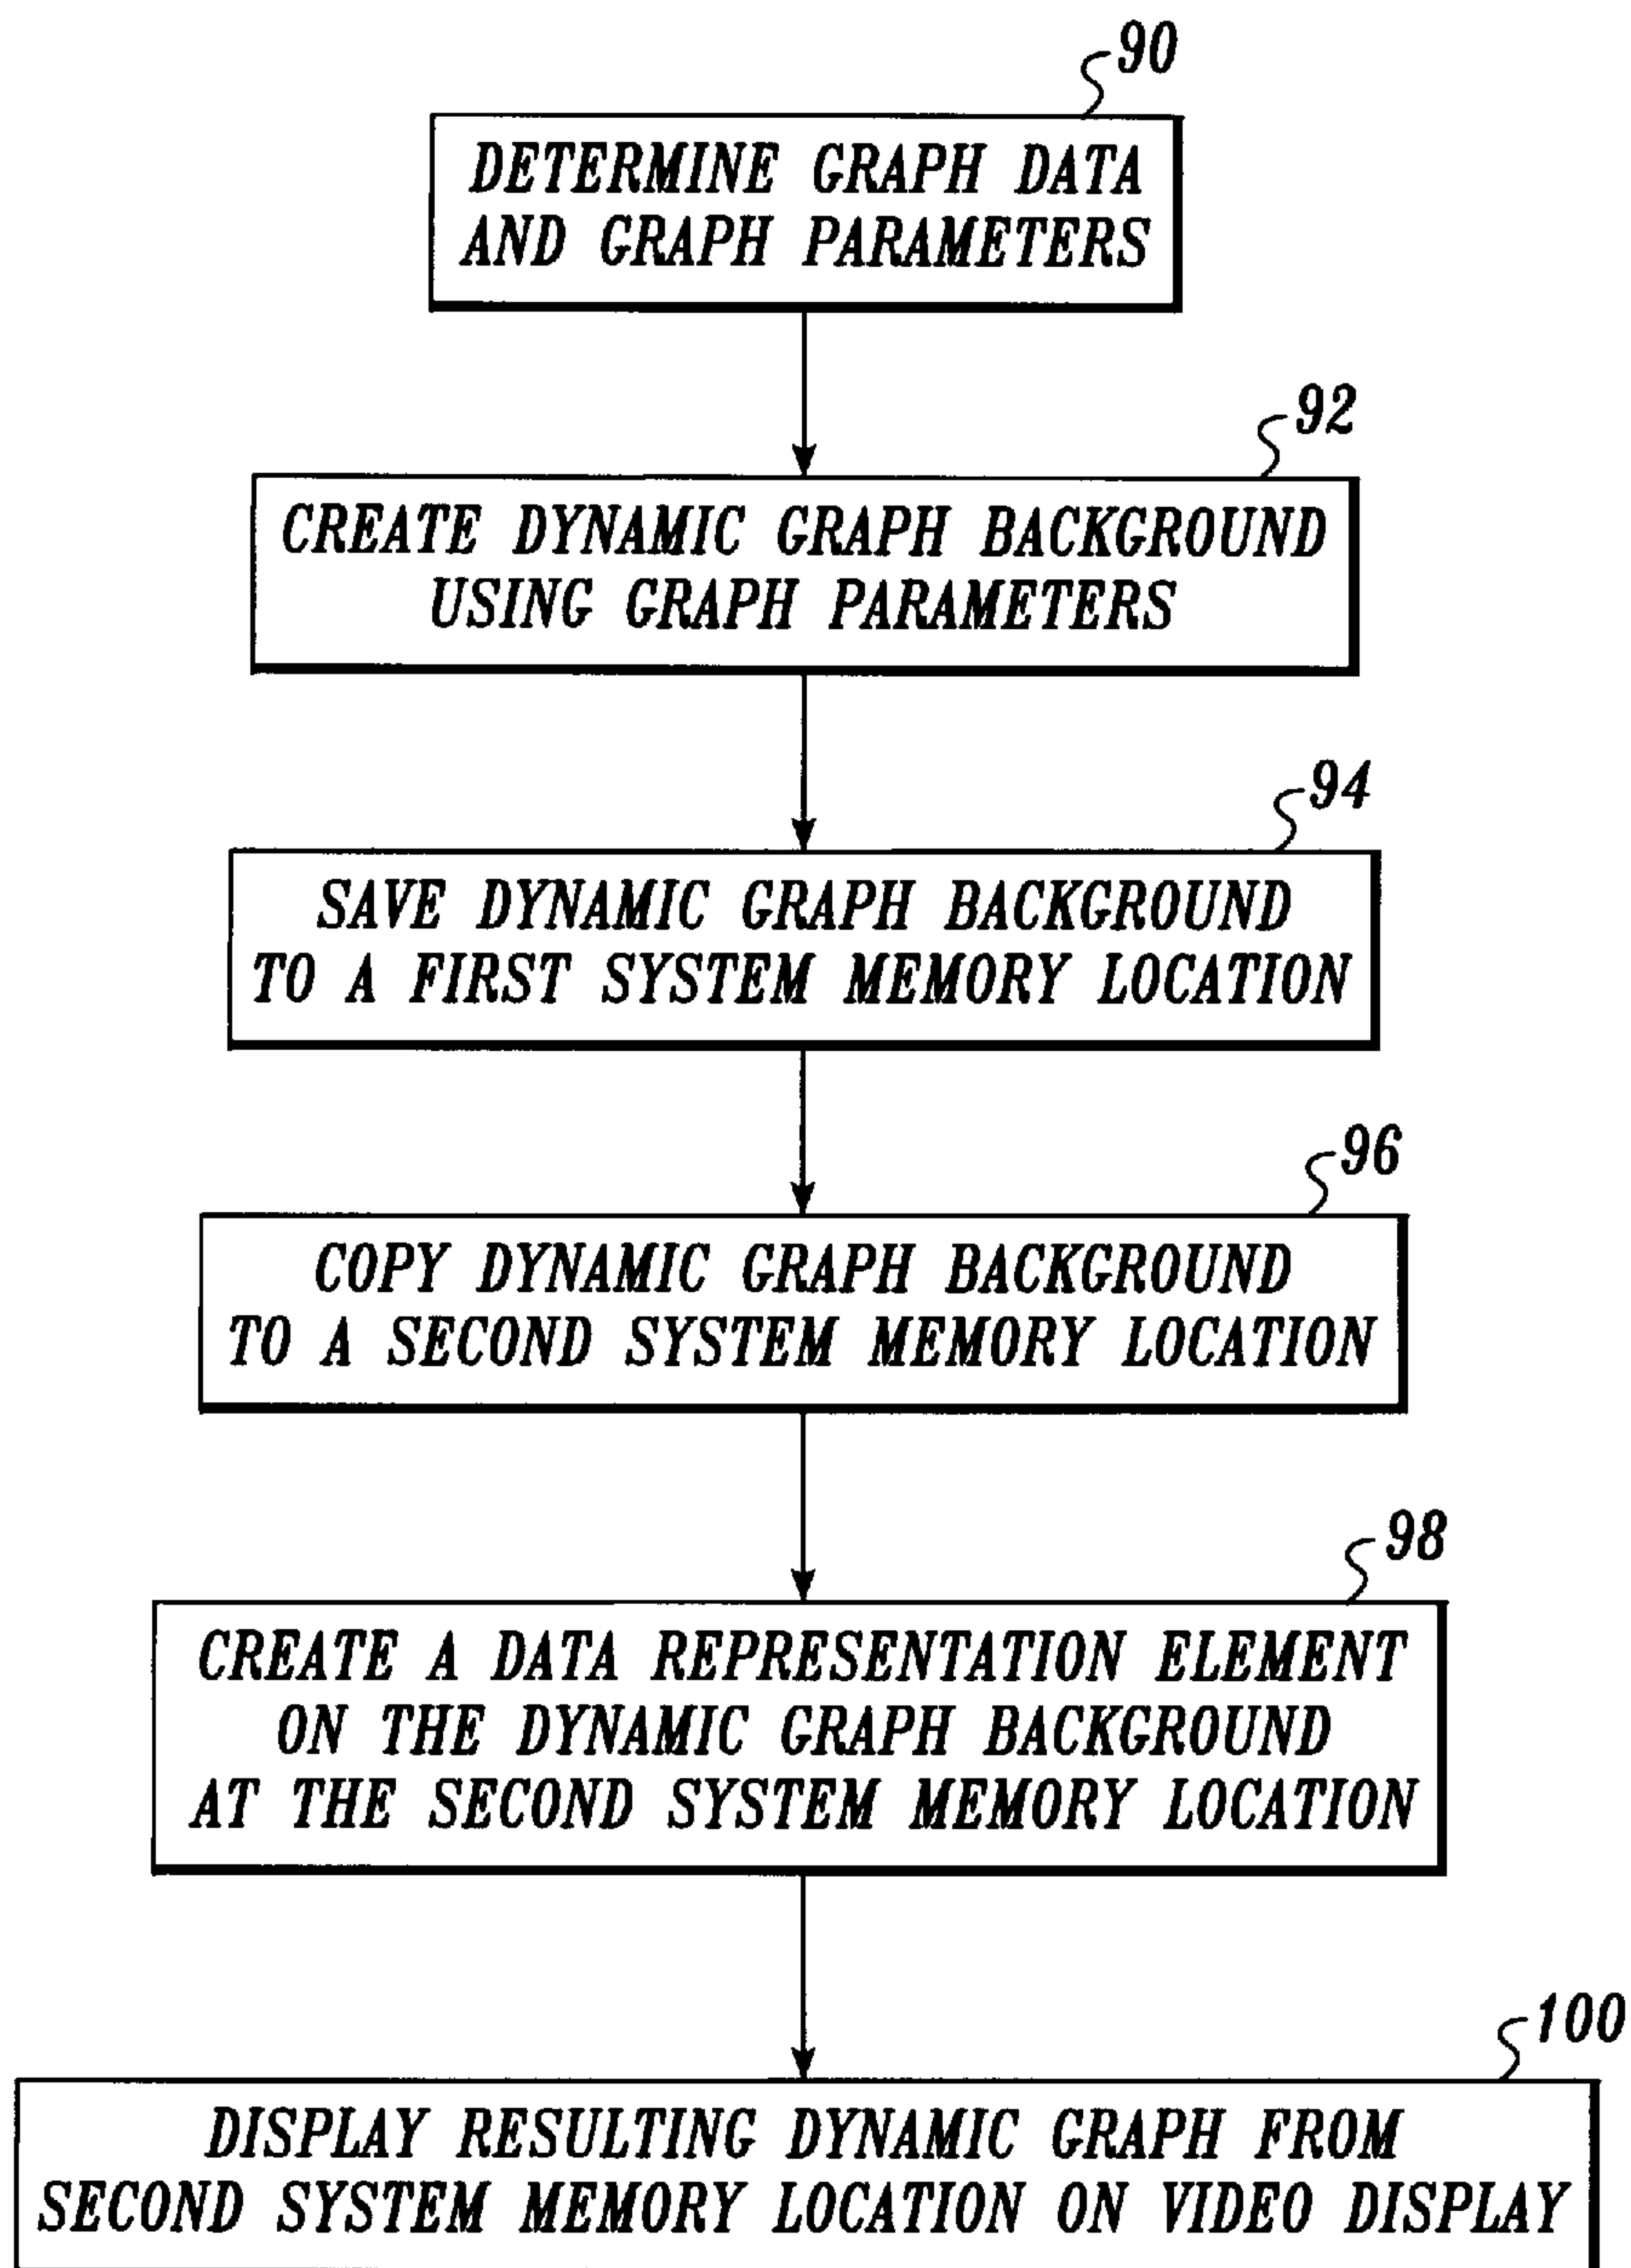 90
DETERMINE GRAPH DATA
AND GRAPH PARAMETERS
92
CREATE DYNAMIC GRAPH BACKGROUND
USING GRAPH PARAMETERS
94
SAVE DYNAMIC GRAPH BACKGROUND
TO A FIRST SYSTEM MEMORY LOCATION
96
COPY DYNAMIC GRAPH BACKGROUND
TO A SECOND SYSTEM MEMORY LOCATION
98
CREATE A DATA REPRESENTATION ELEMENT
ON THE DYNAMIC GRAPH BACKGROUND
AT THE SECOND SYSTEM MEMORY LOCATION
100
DISPLAY RESULTING DYNAMIC GRAPH FROM
SECOND SYSTEM MEMORY LOCATION ON VIDEO DISPLAY